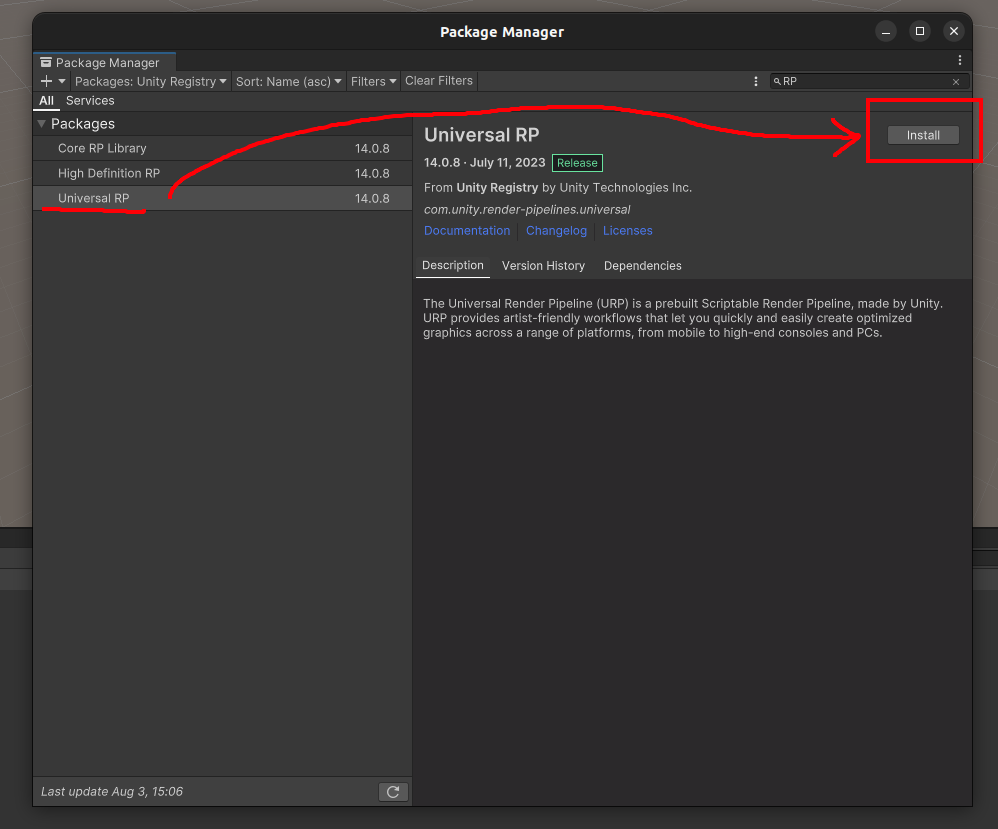 Package Manager
Package Manager
Packages: Unity Registry Sort: Name (asc) Filters Clear Filters RP
All Services
Packages
Core RP Library 14.0.8
High Definition RP 14.0.8
Universal RP 14.0.8
Universal RP
Install
14.0.8 · July 11, 2023 Release
From Unity Registry by Unity Technologies Inc.
com.unity.render-pipelines.universal
Documentation Changelog Licenses
Description Version History Dependencies
The Universal Render Pipeline (URP) is a prebuilt Scriptable Render Pipeline, made by Unity.
URP provides artist-friendly workflows that let you quickly and easily create optimized
graphics across a range of platforms, from mobile to high-end consoles and PCs.
Last update Aug 3, 15:06